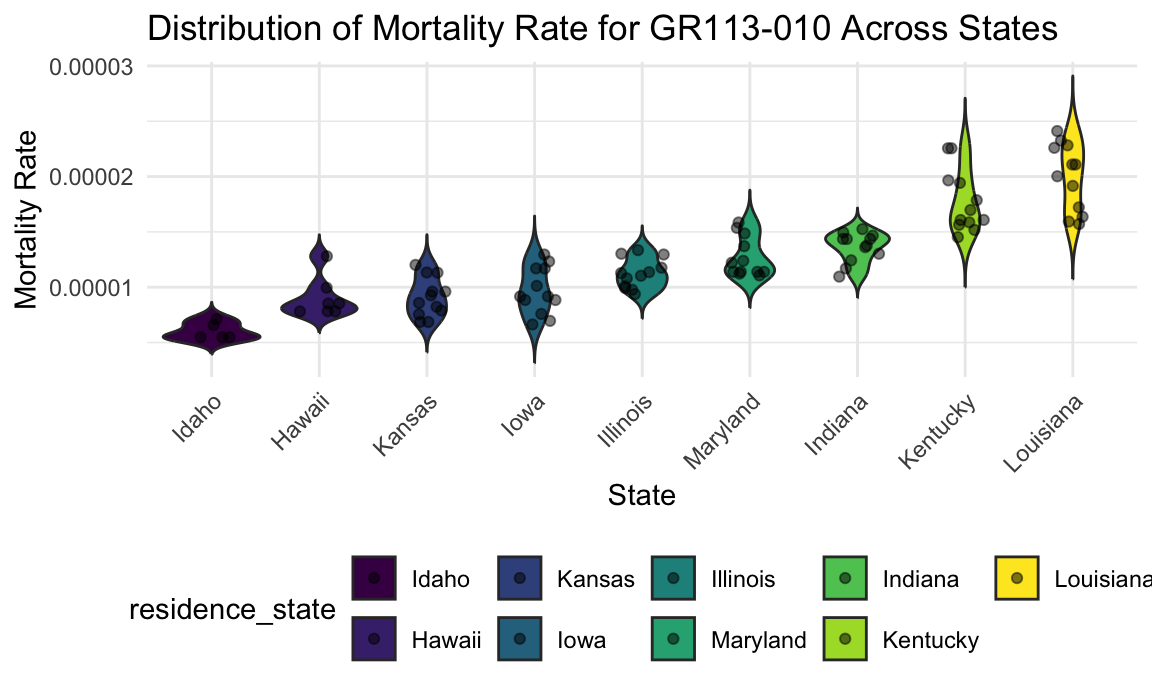 Distribution of Mortality Rate for GR113-010 Across States
0.00003
0.00002
0.00001
Mortality Rate
Idaho
Hawaii
Kansas
Iowa
Illinois
Maryland
Indiana
Kentucky
Louisiana
State
residence_state
Idaho
Kansas
Illinois
Indiana
Louisiana
Hawaii
Iowa
Maryland
Kentucky